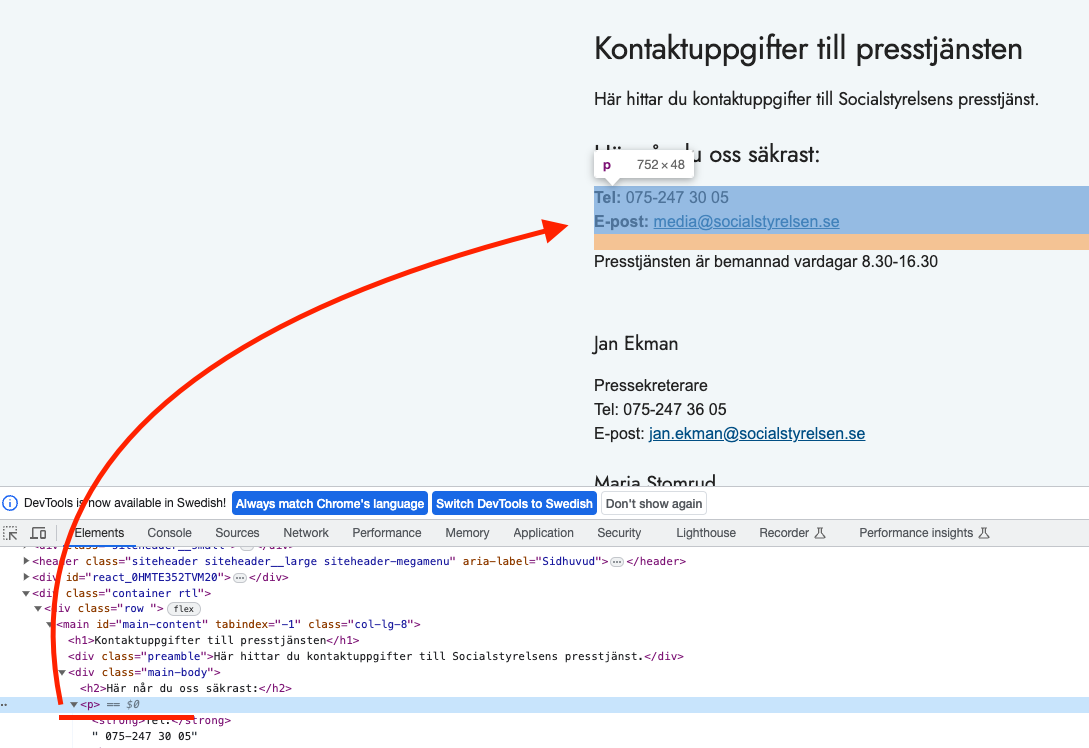 Kontaktuppgifter till presstjänsten
Här hittar du kontaktuppgifter till Socialstyrelsens presstjänst.
du oss säkrast:
p 752 × 48
Tel: 075-247 30 05
E-post: media@socialstyrelsen.se
Presstjänsten är bemannad vardagar 8.30-16.30
Jan Ekman
Pressekreterare
Tel: 075-247 36 05
E-post: jan.ekman@socialstyrelsen.se
Maria Stomrud
DevTools is now available in Swedish! Always match Chrome's language Switch DevTools to Swedish Don't show again
Elements Console Sources Network Performance Memory Application Security Lighthouse Recorder Performance insights
<header class="siteheader siteheader__large siteheader-megamenu" aria-label="Sidhuvud"> … </header>
<div id="react_0HMTE352TVM20"> … </div>
<div class="container rtl">
<div class="row "> flex
<main id="main-content" tabindex="-1" class="col-lg-8">
<h1>Kontaktuppgifter till presstjänsten</h1>
<div class="preamble">Här hittar du kontaktuppgifter till Socialstyrelsens presstjänst.</div>
<div class="main-body">
<h2>Här når du oss säkrast:</h2>
<p> == $0
<strong>Tel:</strong>
" 075-247 30 05"